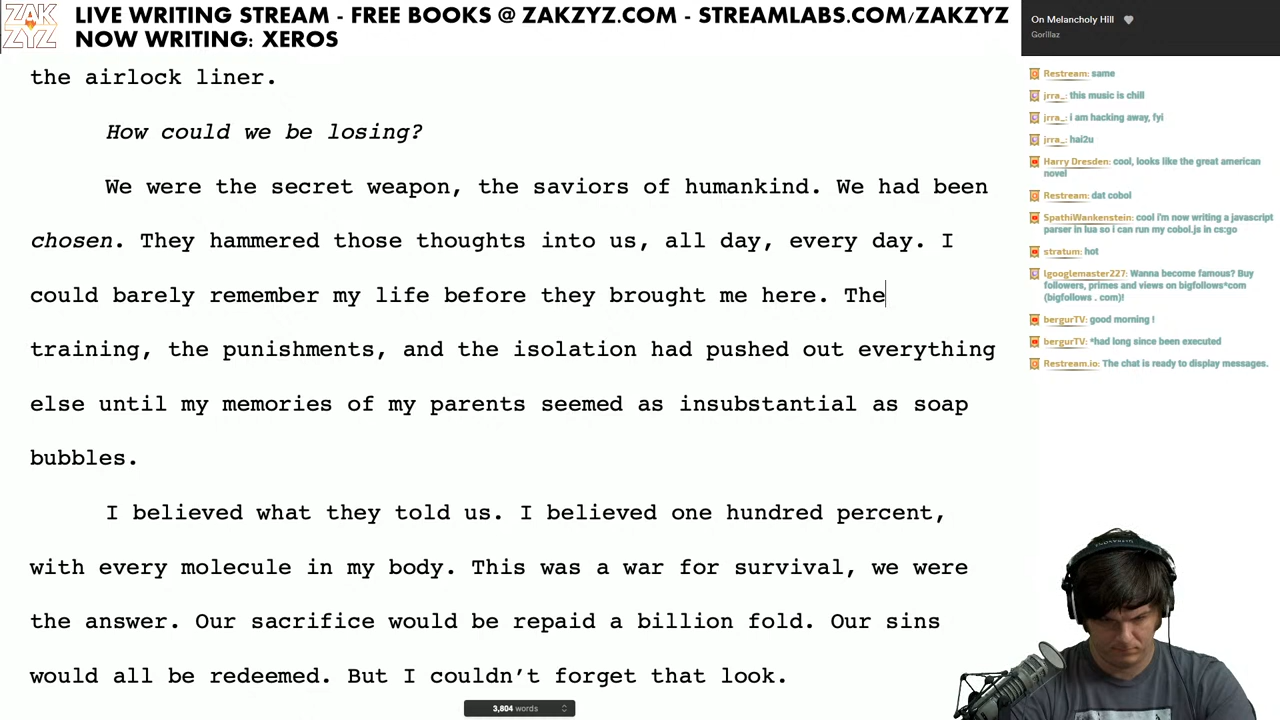 ZAK
ZYZ
LIVE WRITING STREAM - FREE BOOKS @ ZAKZYZ.COM - STREAMLABS.COM/ZAKZYZ
NOW WRITING: XEROS
the airlock liner.
How could we be losing?
We were the secret weapon, the saviors of humankind. We had been
chosen. They hammered those thoughts into us, all day, every day. I
could barely remember my life before they brought me here. The
training, the punishments, and the isolation had pushed out everything
else until my memories of my parents seemed as insubstantial as soap
bubbles.
I believed what they told us. I believed one hundred percent,
with every molecule in my body. This was a war for survival, we were
the answer. Our sacrifice would be repaid a billion fold. Our sins
would all be redeemed. But I couldn’t forget that look.
3,804 words
On Melancholy Hill
Gorillaz
Restream: same
jrra_: this music is chill
jrra_: i am hacking away, fyi
jrra_: hai2u
Harry Dresden: cool, looks like the great american
novel
Restream: dat cobol
SpathiWankenstein: cool i'm now writing a javascript
parser in lua so i can run my cobol.js in cs:go
stratum: hot
lgooglemaster227: Wanna become famous? Buy
followers, primes and views on bigfollows*com
(bigfollows . com)!
bergurTV: good morning !
bergurTV: *had long since been executed
Restream.io: The chat is ready to display messages.